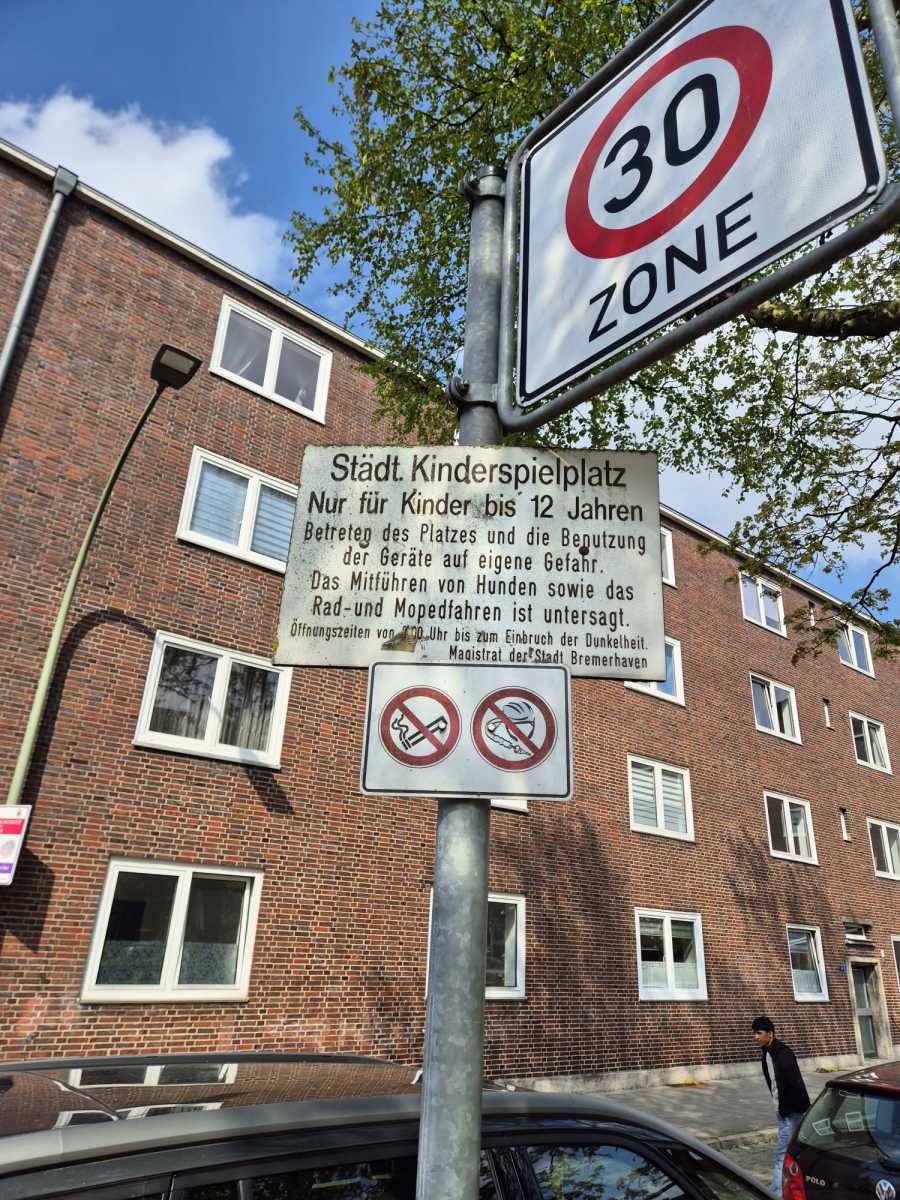 30
ZONE
Städt. Kinderspielplatz
Nur für Kinder bis 12 Jahren
Betreten des Platzes und die Benutzung
der Geräte auf eigene Gefahr.
Das Mitführen von Hunden sowie das
Rad-und Mopedfahren ist untersagt.
Öffnungszeiten von Uhr bis zum Einbruch der Dunkelheit.
Magistrat der Stadt Bremerhaven
POLO